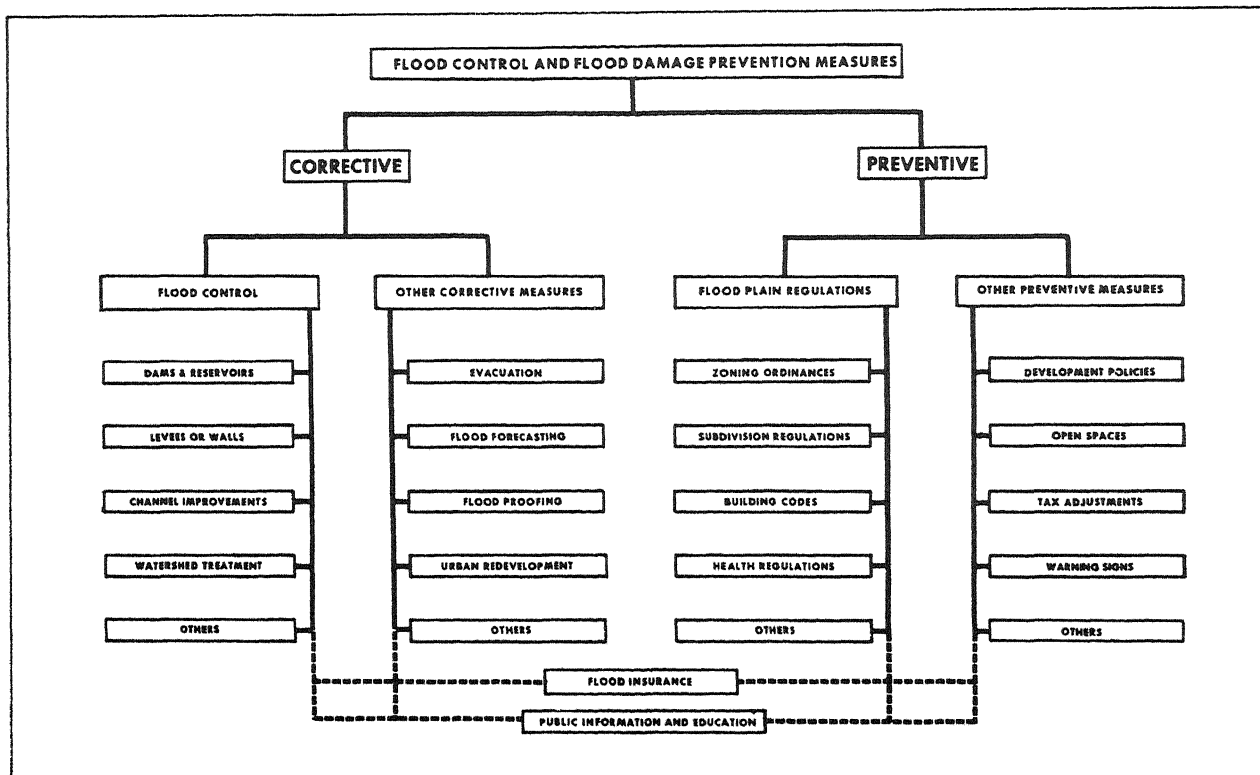 FLOOD CONTROL AND FLOOD DAMAGE PREVENTION MEASURES
CORRECTIVE
PREVENTIVE
FLOOD CONTROL
OTHER CORRECTIVE MEASURES
FLOOD PLAIN REGULATIONS
OTHER PREVENTIVE MEASURES
DAMS & RESERVOIRS
LEVEES OR WALLS
CHANNEL IMPROVEMENTS
WATERSHED TREATMENT
OTHERS
EVACUATION
FLOOD FORECASTING
FLOOD PROOFING
URBAN REDEVELOPMENT
OTHERS
ZONING ORDINANCES
SUBDIVISION REGULATIONS
BUILDING CODES
HEALTH REGULATIONS
OTHERS
DEVELOPMENT POLICIES
OPEN SPACES
TAX ADJUSTMENTS
WARNING SIGNS
OTHERS
FLOOD INSURANCE
PUBLIC INFORMATION AND EDUCATION